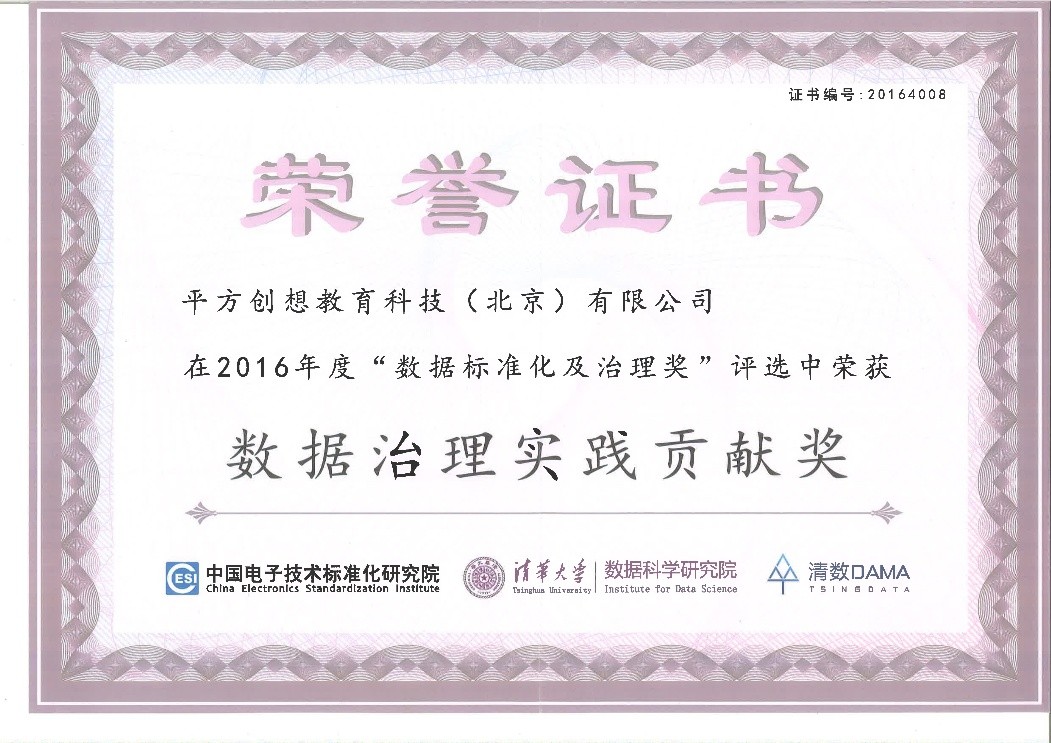 证书编号:20164008
荣誉证书
平方创想教育科技（北京）有限公司
在2016年度“数据标准化及治理奖”评选中荣获
数据治理实践贡献奖
CESI 中国电子技术标准化研究院
China Electronics Standardization Institute
清华大学 数据科学研究院
Tsinghua University Institute for Data Science
清数DAMA
TSINGDATA